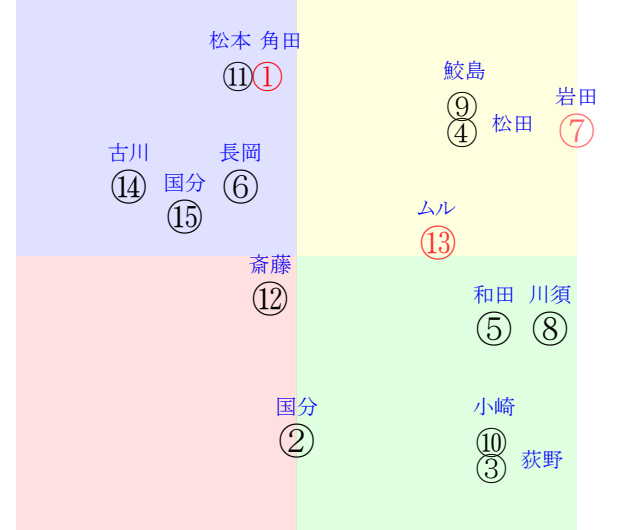 松本 角田
⑪①
鮫島
⑨
④ 松田
岩田
⑦
古川
⑭
国分
⑮
長岡
⑥
ムル
⑬
斎藤
⑫
和田 川須
⑤ ⑧
国分
②
小崎
⑩
③ 荻野